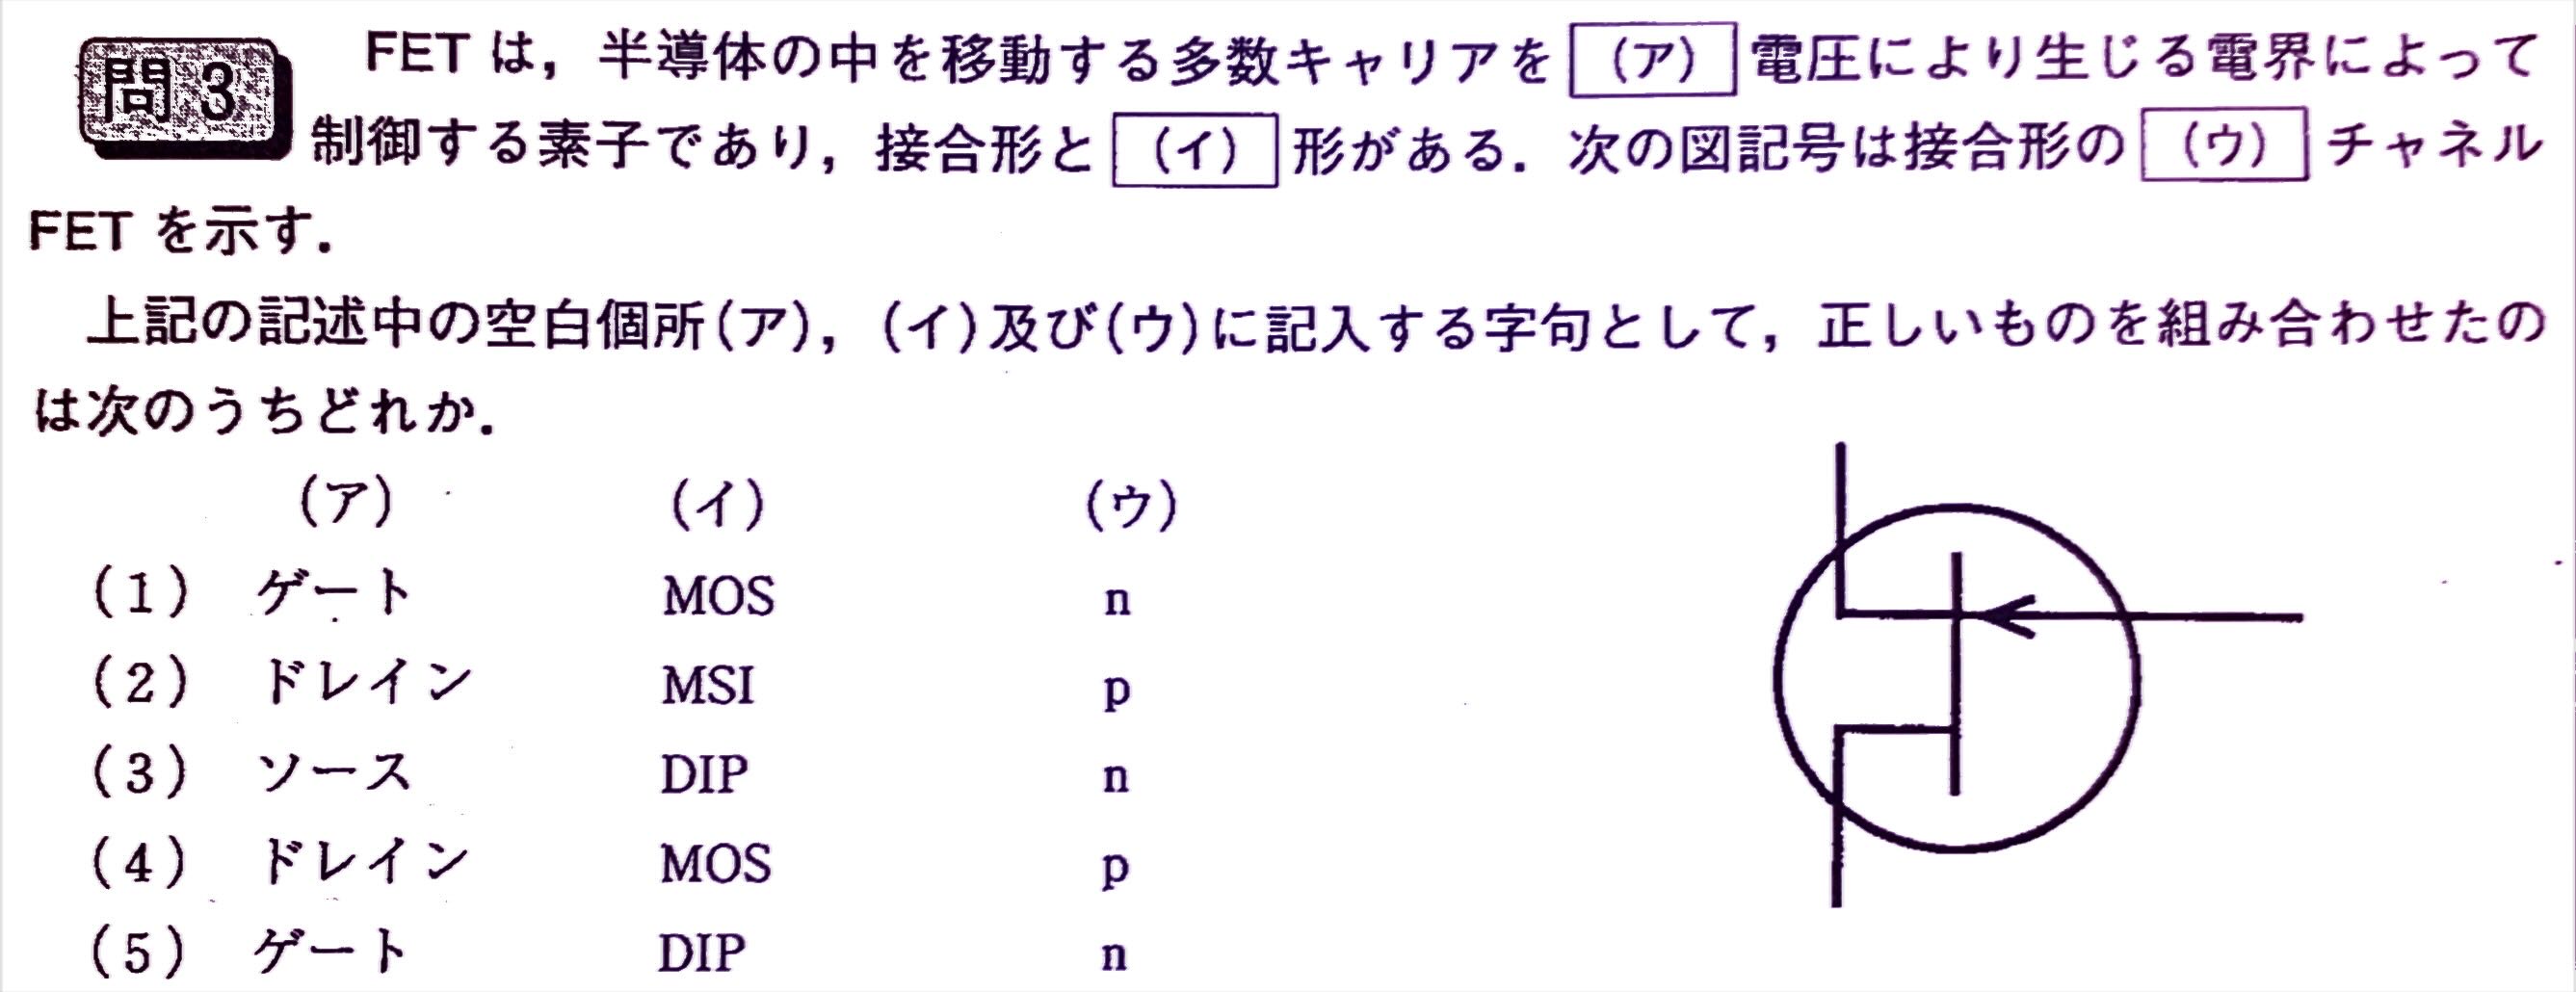 問3 FETは，半導体の中を移動する多数キャリアを (ア) 電圧により生じる電界によって
制御する素子であり，接合形と (イ) 形がある．次の図記号は接合形の (ウ) チャネル
FETを示す．
上記の記述中の空白個所(ア)，(イ)及び(ウ)に記入する字句として，正しいものを組み合わせたの
は次のうちどれか．
(ア) (イ) (ウ)
(1) ゲート MOS n
(2) ドレイン MSI p
(3) ソース DIP n
(4) ドレイン MOS p
(5) ゲート DIP n